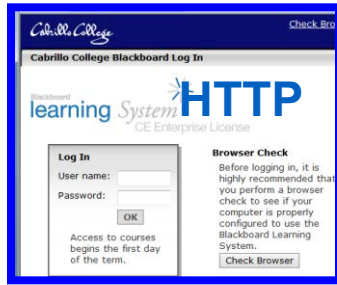 Cabrillo College
Check Bro
Cabrillo College Blackboard Log In
Blackboard
learning System
HTTP
CE Enterprise License
Log In
User name:
Password:
OK
Access to courses
begins the first day
of the term.
Browser Check
Before logging in, it is
highly recommended that
you perform a browser
check to see if your
computer is properly
configured to use the
Blackboard Learning
System.
Check Browser